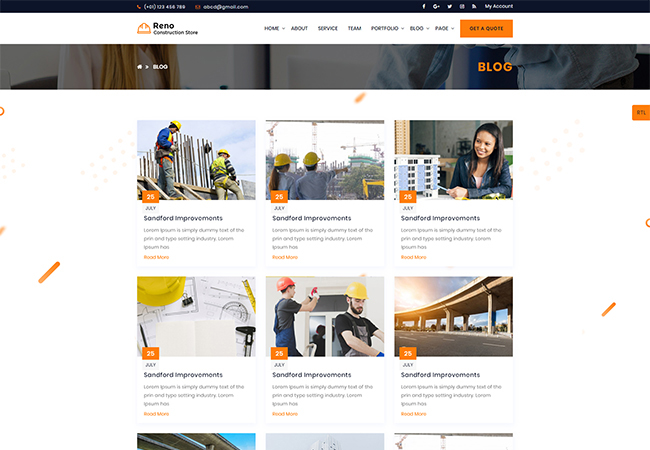 (+01) 123 456 789 abcd@gmail.com My Account
Reno
Construction Store
HOME ABOUT SERVICE TEAM PORTFOLIO BLOG PAGE GET A QUOTE
» BLOG
BLOG
RTL
25
JULY
Sandford Improvements
Lorem Ipsum is simply dummy text of the
prin and type setting industry. Lorem
Ipsum has
Read More
25
JULY
Sandford Improvements
Lorem Ipsum is simply dummy text of the
prin and type setting industry. Lorem
Ipsum has
Read More
25
JULY
Sandford Improvements
Lorem Ipsum is simply dummy text of the
prin and type setting industry. Lorem
Ipsum has
Read More
25
JULY
Sandford Improvements
Lorem Ipsum is simply dummy text of the
prin and type setting industry. Lorem
Ipsum has
Read More
25
JULY
Sandford Improvements
Lorem Ipsum is simply dummy text of the
prin and type setting industry. Lorem
Ipsum has
Read More
25
JULY
Sandford Improvements
Lorem Ipsum is simply dummy text of the
prin and type setting industry. Lorem
Ipsum has
Read More